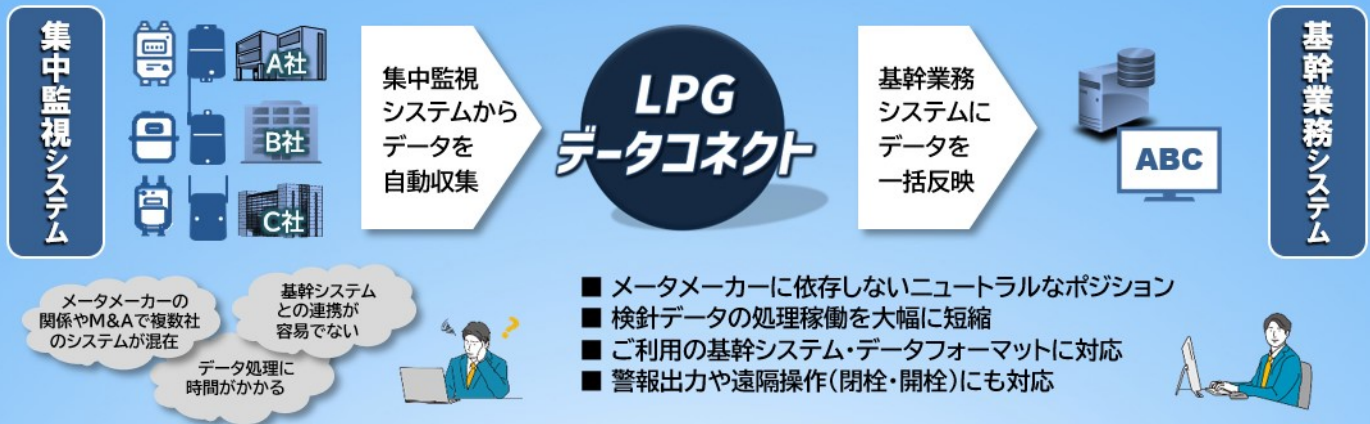 集中監視システム
A社
B社
C社
集中監視
システムから
データを
自動収集
LPG
データコネクト
基幹業務
システムに
データを
一括反映
ABC
基幹業務システム
メータメーカーの
関係やM&Aで複数社
のシステムが混在
基幹システム
との連携が
容易でない
データ処理に
時間がかかる
?
■ メータメーカーに依存しないニュートラルなポジション
■ 検針データの処理稼働を大幅に短縮
■ ご利用の基幹システム・データフォーマットに対応
■ 警報出力や遠隔操作(閉栓・開栓)にも対応